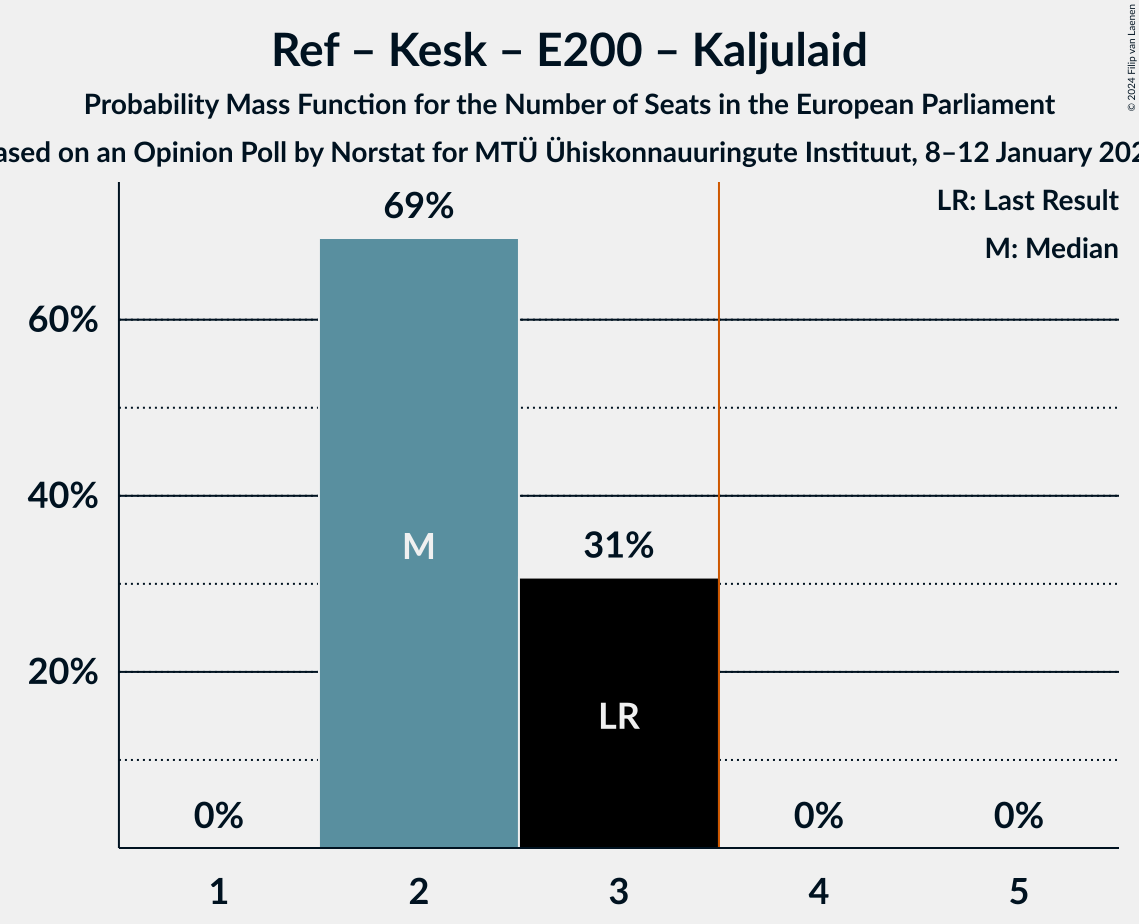 Ref – Kesk – E200 – Kaljulaid
Probability Mass Function for the Number of Seats in the European Parliament
on an Opinion Poll by Norstat for MTÜ Ühiskonnauuringute Instituut, 8–12 January
© 2024 Filip van Laenen
LR: Last Result
M: Median
69%
60%
40%
31%
20%
M
LR
0%
0%
0%
1
2
3
4
5